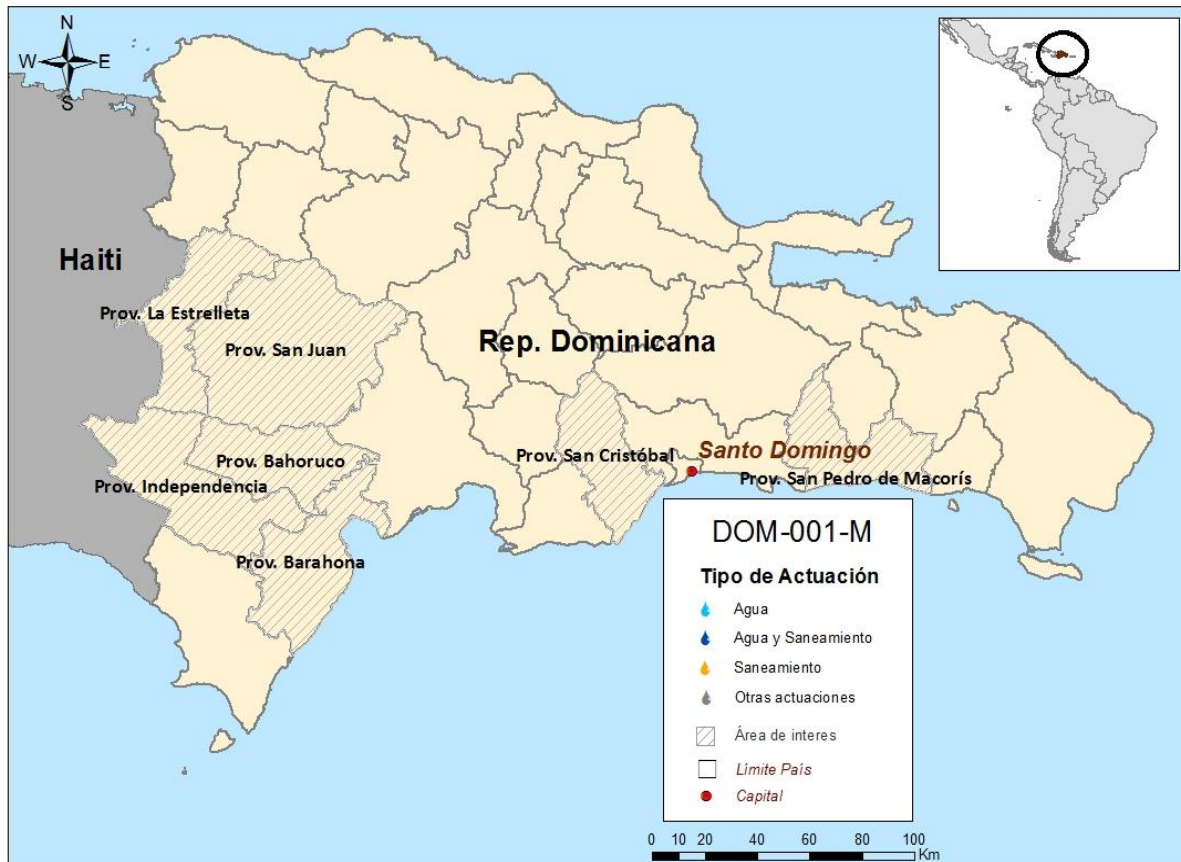 N
W E
S
Haiti
Prov. La Estrelleta
Prov. San Juan
Rep. Dominicana
Prov. Bahoruco
Prov. San Cristóbal
Santo Domingo
Prov. Independencia
Prov. San Pedro de Macorís
Prov. Barahona
DOM-001-M
Tipo de Actuación
Agua
Agua y Saneamiento
Saneamiento
Otras actuaciones
Área de interes
Límite País
Capital
0 10 20 40 60 80 100
Km